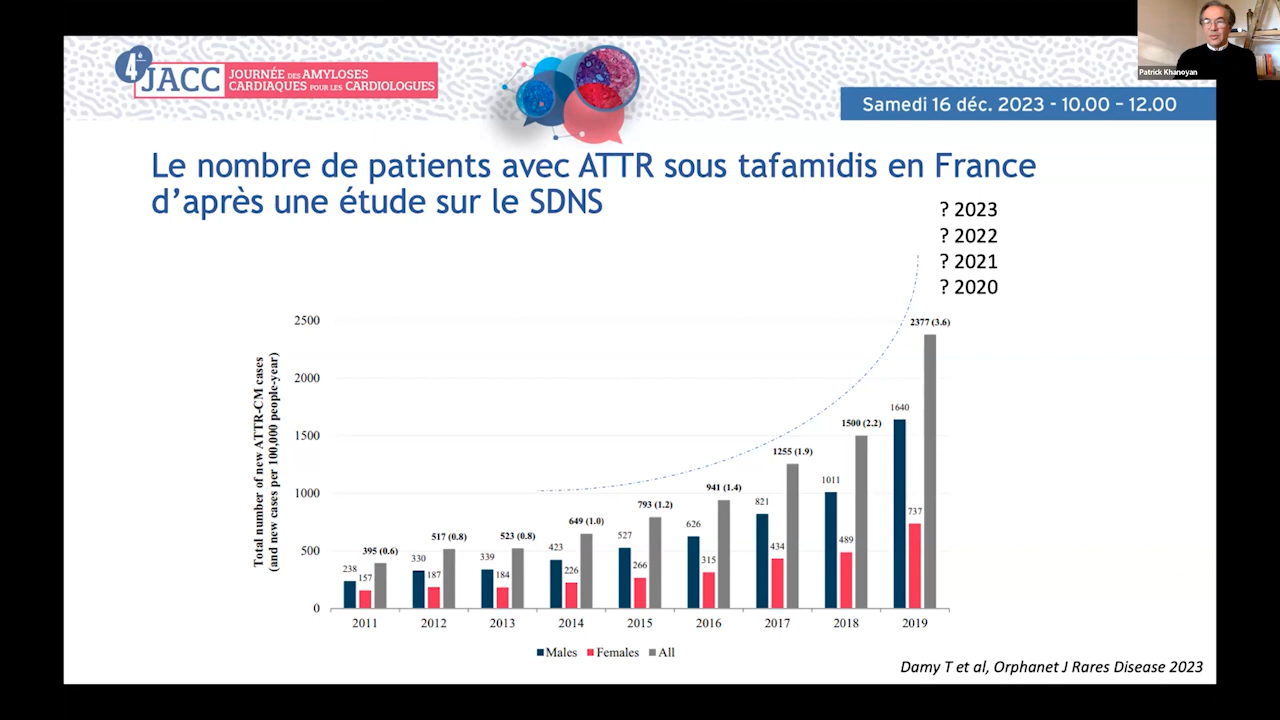 Patrick Khanoyan
4e
JACC
JOURNÉE DES AMYLOSES
CARDIAQUES POUR LES CARDIOLOGUES
Samedi 16 déc. 2023 - 10.00 – 12.00
Le nombre de patients avec ATTR sous tafamidis en France
d’après une étude sur le SDNS
? 2023
? 2022
? 2021
? 2020
Total number of new ATTR-CM cases
(and new cases per 100,000 people-year)
2500
2000
1500
1000
500
0
238
157
395 (0.6)
330
187
517 (0.8)
339
184
523 (0.8)
423
226
649 (1.0)
527
266
793 (1.2)
626
315
941 (1.4)
821
434
1255 (1.9)
1011
489
1500 (2.2)
1640
737
2377 (3.6)
2011 2012 2013 2014 2015 2016 2017 2018 2019
Males Females All
Damy T et al, Orphanet J Rares Disease 2023